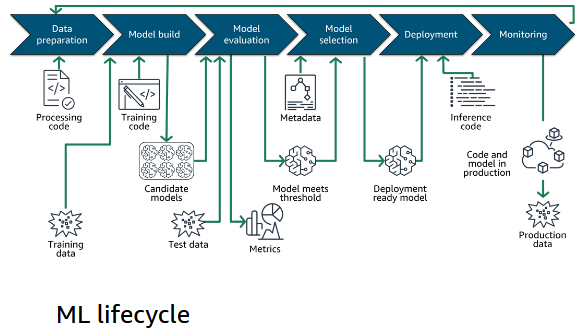 Data
preparation
Model build
Model
evaluation
Model
selection
Deployment
Monitoring
</>
Processing
code
</>
Training
code
Metadata
Inference
code
Candidate
models
Model meets
threshold
Deployment
ready model
Code and
model in
production
Training
data
Test data
Metrics
Production
data
ML lifecycle